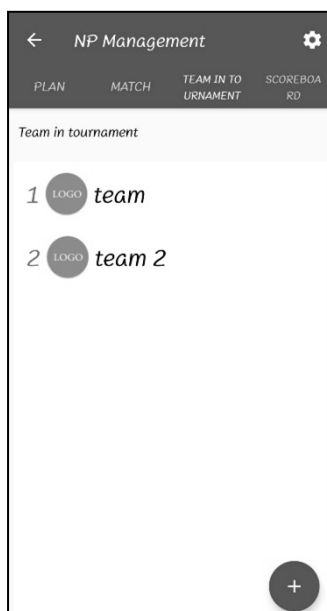 NP Management
PLAN
MATCH
TEAM IN TO
URNAMENT
SCOREBOA
RD
Team in tournament
1 LOGO team
2 LOGO team 2
+